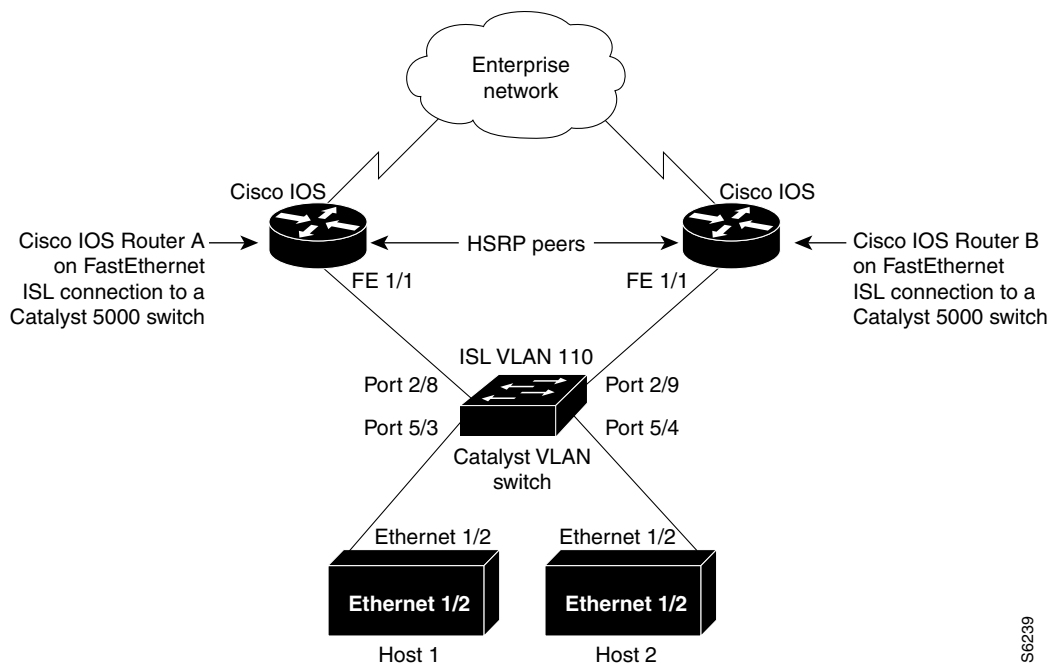 Enterprise
network
Cisco IOS
Cisco IOS
Cisco IOS Router A
on FastEthernet
ISL connection to a
Catalyst 5000 switch
HSRP peers
Cisco IOS Router B
on FastEthernet
ISL connection to a
Catalyst 5000 switch
FE 1/1
FE 1/1
ISL VLAN 110
Port 2/8
Port 2/9
Port 5/3
Port 5/4
Catalyst VLAN
switch
Ethernet 1/2
Ethernet 1/2
Ethernet 1/2
Ethernet 1/2
Host 1
Host 2
S6239